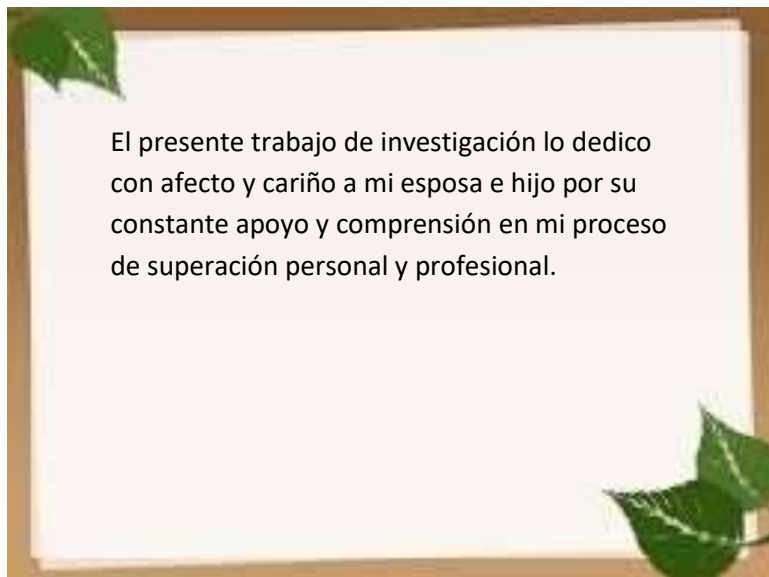 El presente trabajo de investigación lo dedico
con afecto y cariño a mi esposa e hijo por su
constante apoyo y comprensión en mi proceso
de superación personal y profesional.